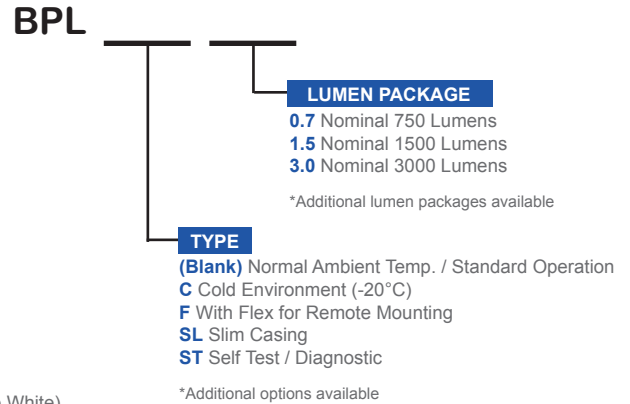 BPL
LUMEN PACKAGE
0.7 Nominal 750 Lumens
1.5 Nominal 1500 Lumens
3.0 Nominal 3000 Lumens
*Additional lumen packages available
TYPE
(Blank) Normal Ambient Temp. / Standard Operation
C Cold Environment (-20°C)
F With Flex for Remote Mounting
SL Slim Casing
ST Self Test / Diagnostic
*Additional options available
White)